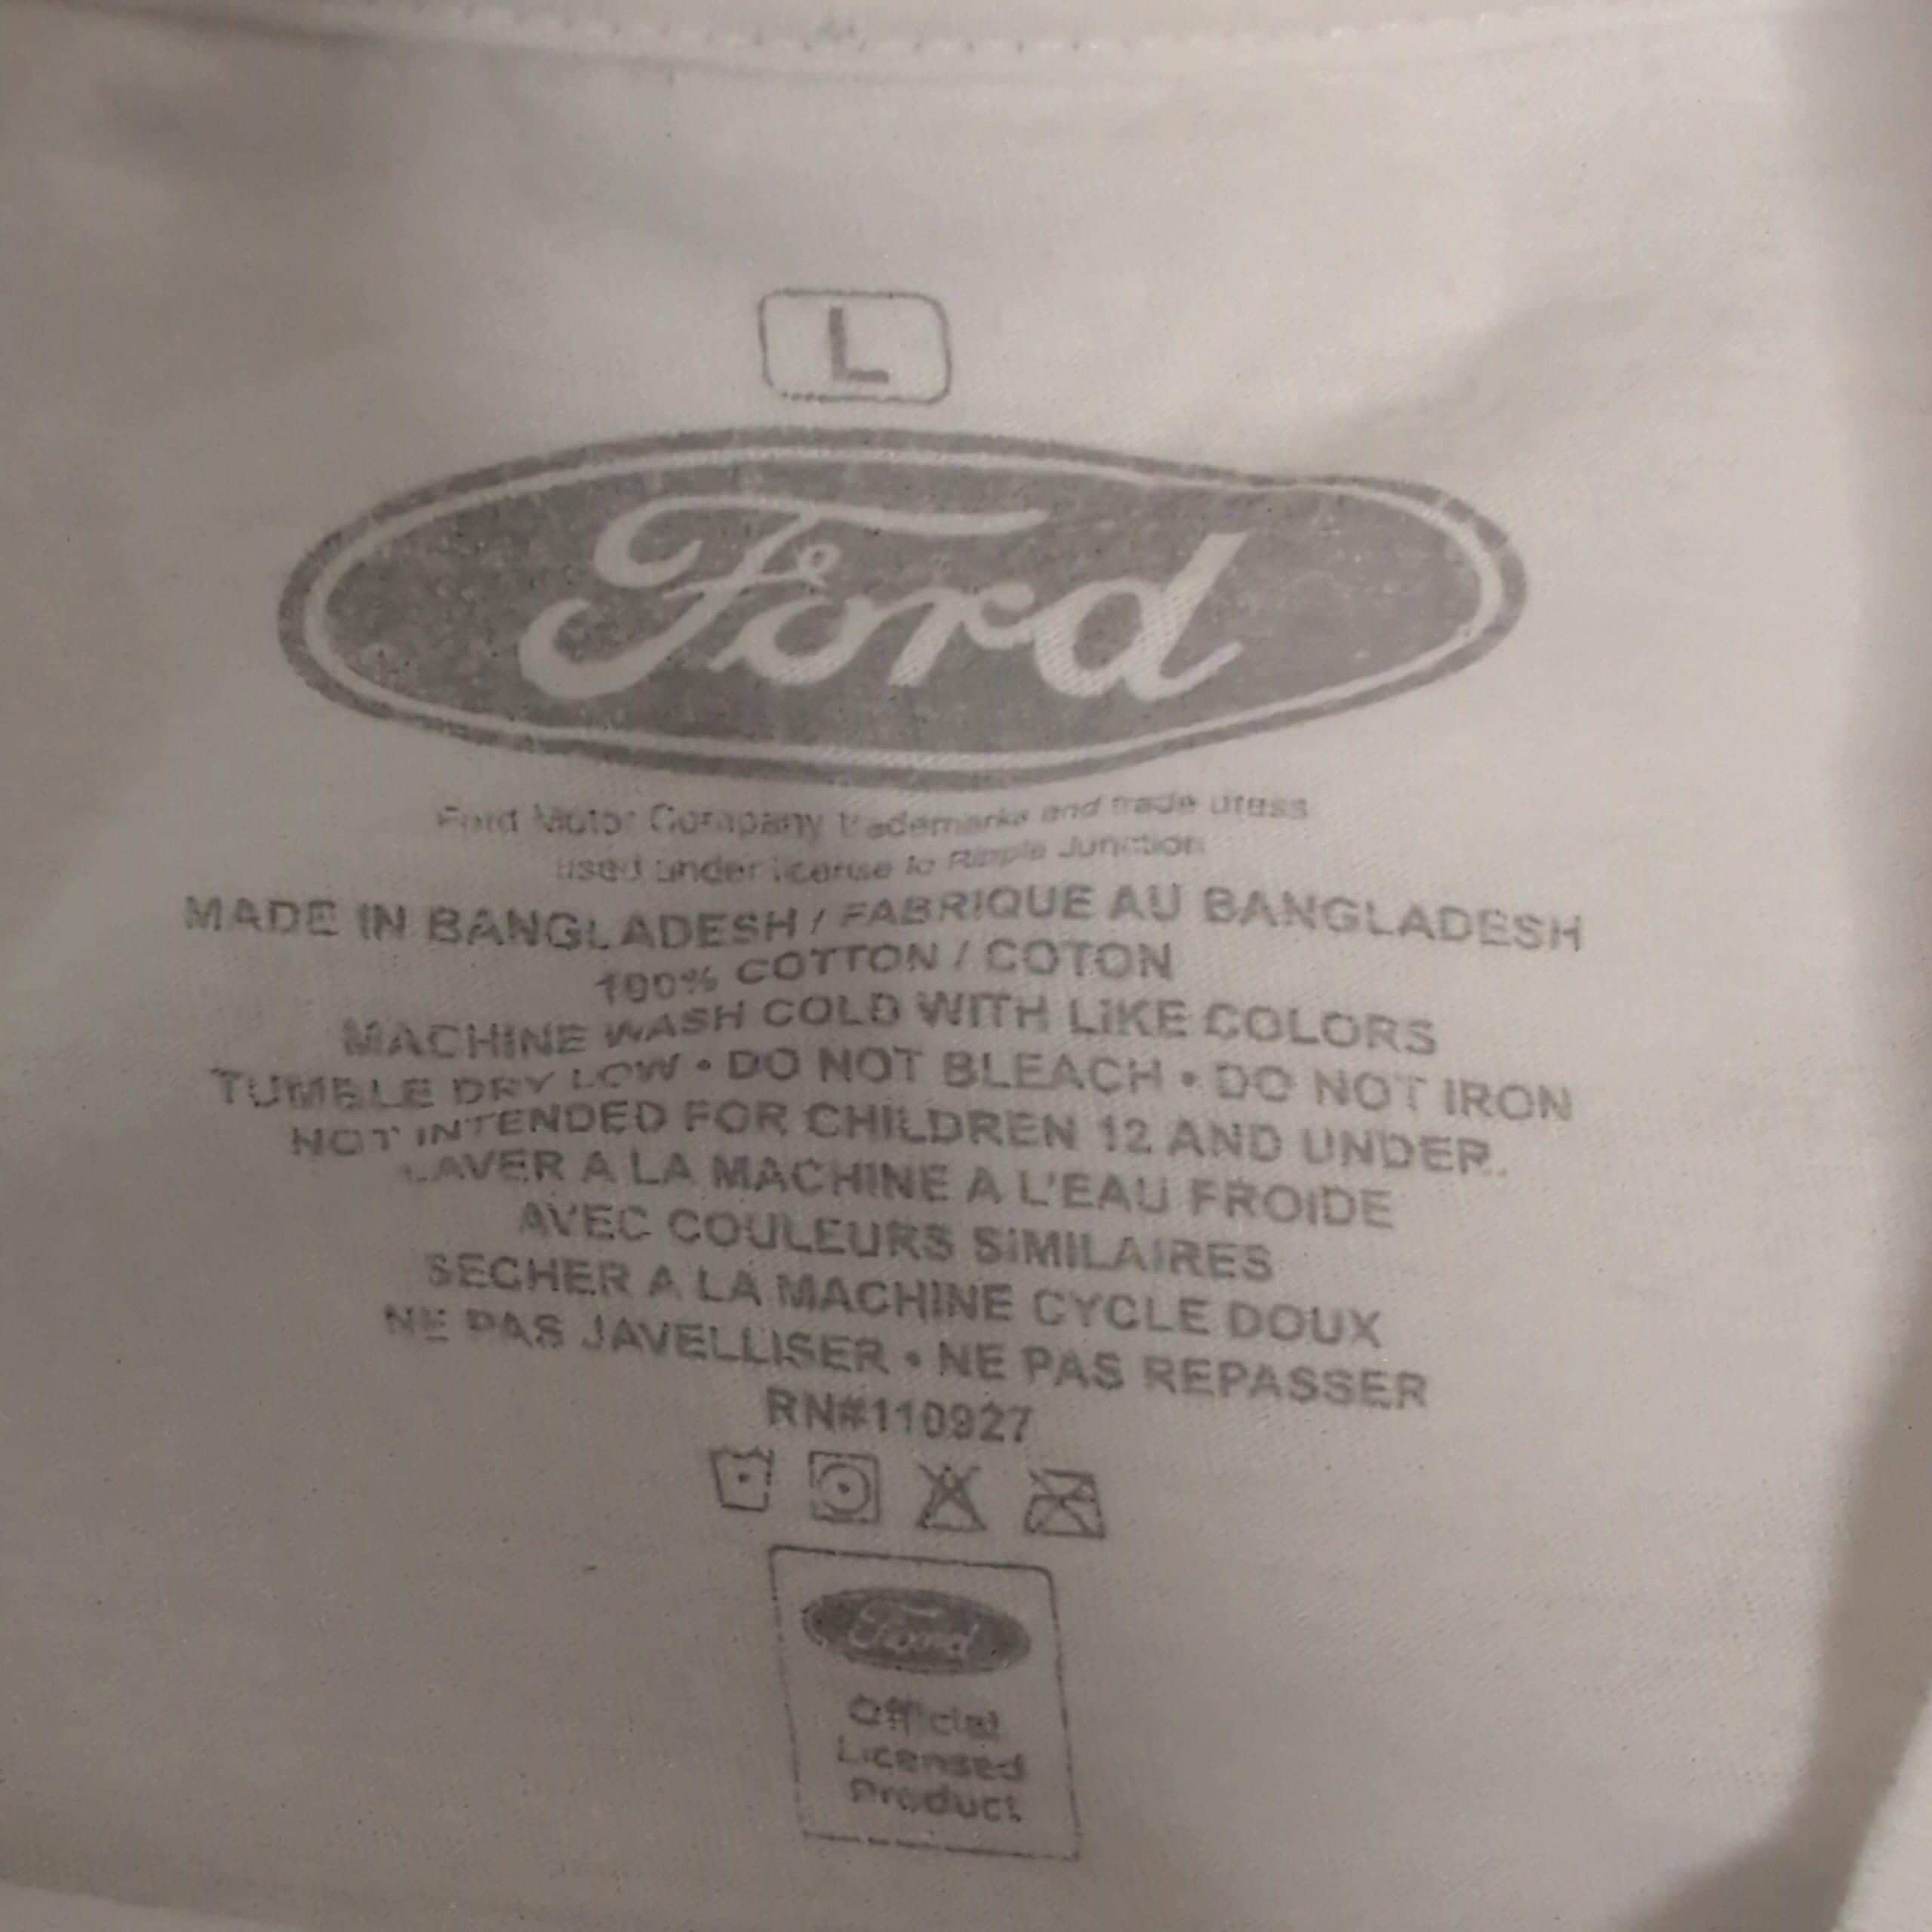 L
Ford
Ford Motor Company trademarks and trade dress
used under license to Ripple Junction
MADE IN BANGLADESH / FABRIQUE AU BANGLADESH
100% COTTON / COTON
MACHINE WASH COLD WITH LIKE COLORS
TUMBLE DRY LOW • DO NOT BLEACH • DO NOT IRON
NOT INTENDED FOR CHILDREN 12 AND UNDER.
LAVER A LA MACHINE A L'EAU FROIDE
AVEC COULEURS SIMILAIRES
SECHER A LA MACHINE CYCLE DOUX
NE PAS JAVELLISER • NE PAS REPASSER
RN#110927
Ford
Official
Licensed
Product